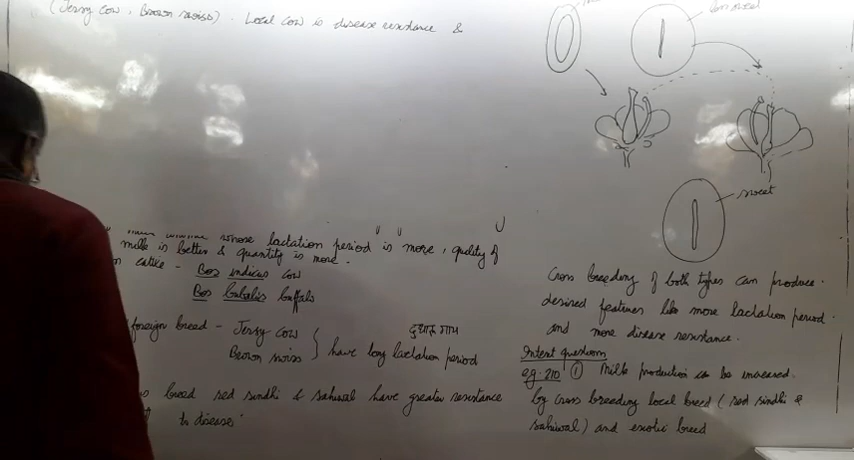 (Jersy cow, Brown swiss). Local cow is disease resistance &
sweet
whose lactation period is more, quality of
milk is better & quantity is more.
cattle - Bos indicus cow
Bos bubalis buffalo
foreign breed - Jersy cow
Brown swiss } have long lactation period
breed red sindhi & sahiwal have greater resistance
to disease
Cross breeding of both types can produce
desired features like more lactation period
and more disease resistance.
Intext questions
eg. 210 ① Milk production can be increased
by cross breeding local breed (red sindhi &
sahiwal) and exotic breed